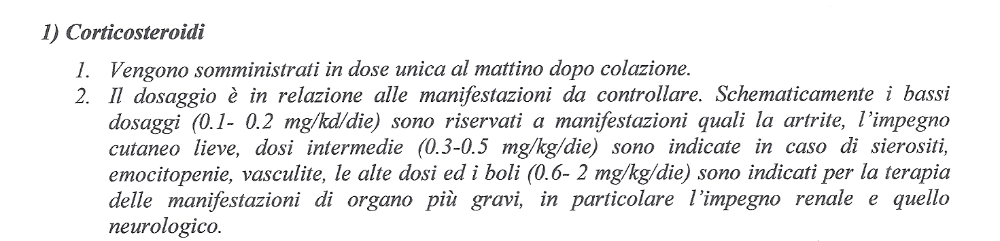 1) Corticosteroidi
1. Vengono somministrati in dose unica al mattino dopo colazione.
2. Il dosaggio è in relazione alle manifestazioni da controllare. Schematicamente i bassi
dosaggi (0.1- 0.2 mg/kd/die) sono riservati a manifestazioni quali la artrite, l'impegno
cutaneo lieve, dosi intermedie (0.3-0.5 mg/kg/die) sono indicate in caso di sierositi,
emocitopenie, vasculite, le alte dosi ed i boli (0.6- 2 mg/kg/die) sono indicati per la terapia
delle manifestazioni di organo più gravi, in particolare l'impegno renale e quello
neurologico.